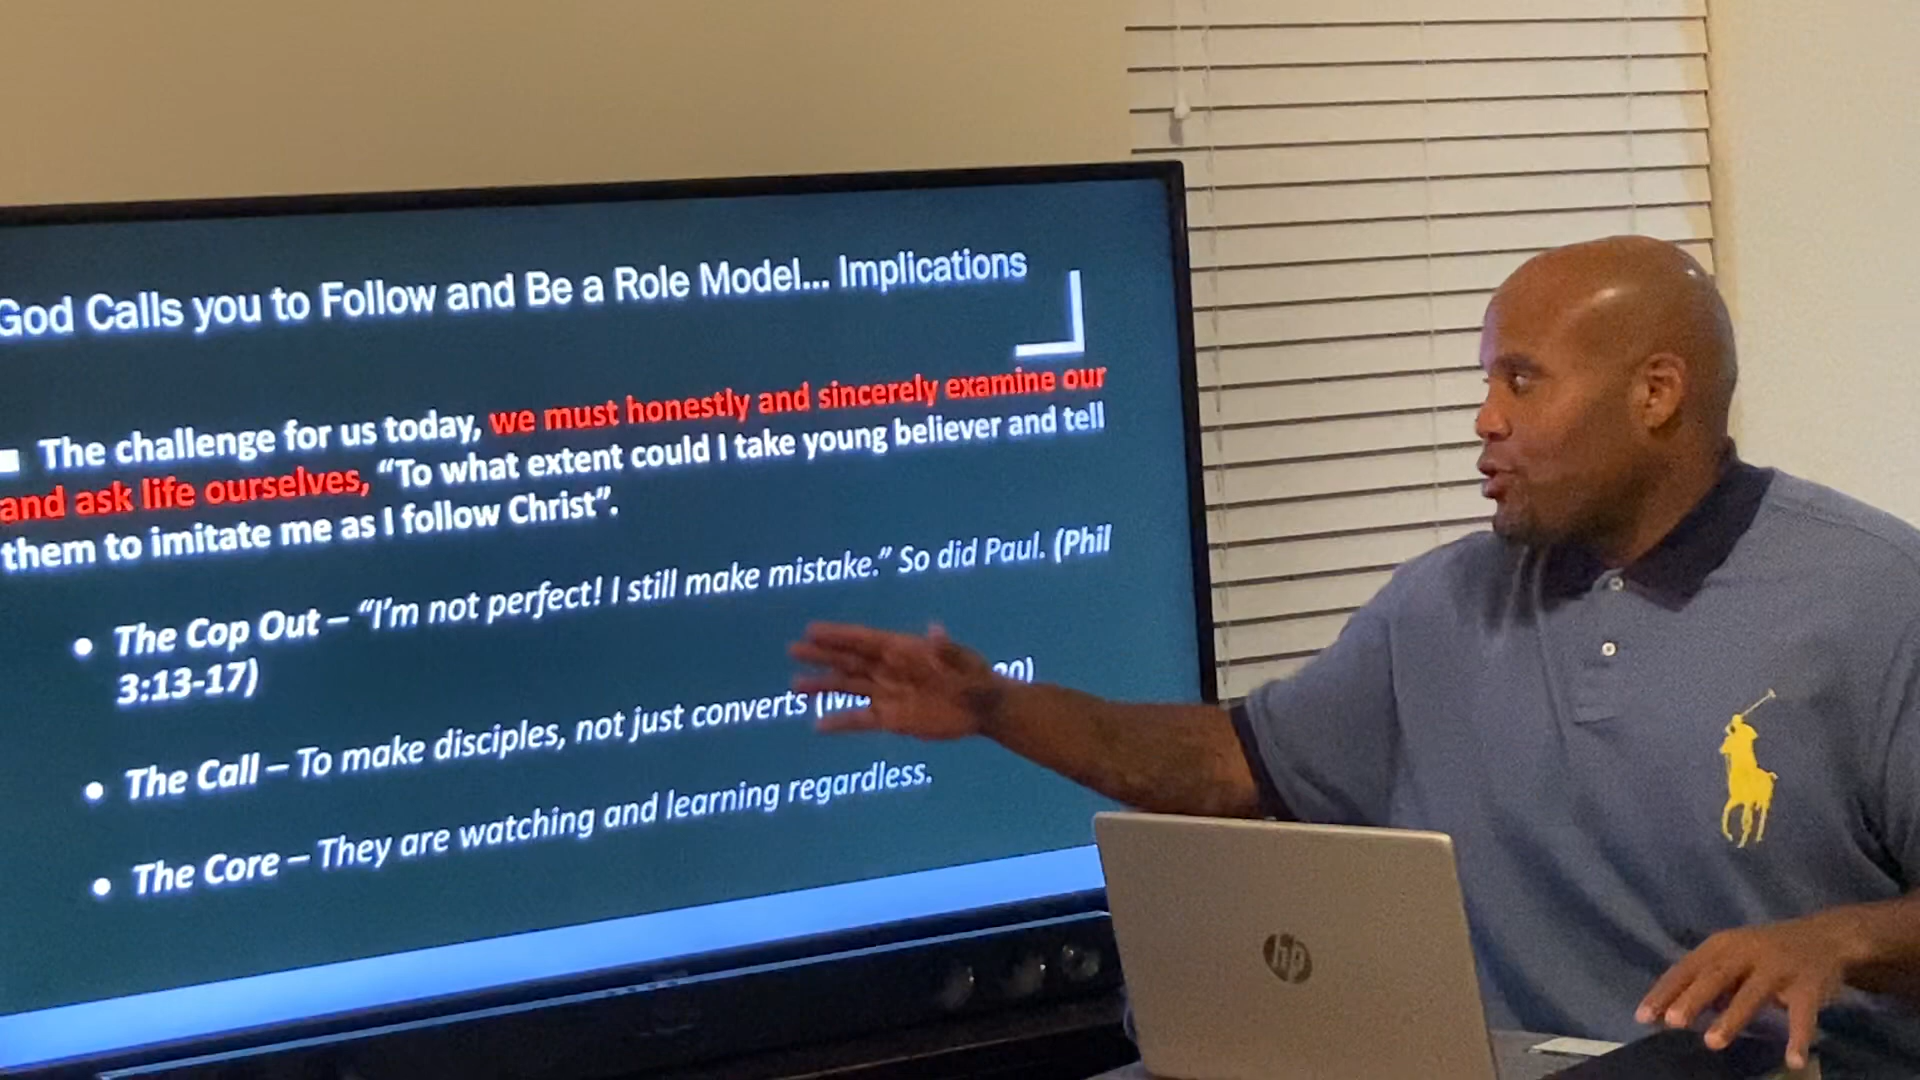 God Calls you to Follow and Be a Role Model... Implications
The challenge for us today, we must honestly and sincerely examine our
and ask life ourselves, “To what extent could I take young believer and tell
them to imitate me as I follow Christ”.
The Cop Out – “I’m not perfect! I still make mistake.” So did Paul. (Phil
3:13-17)
The Call – To make disciples, not just converts
The Core – They are watching and learning regardless.
hp